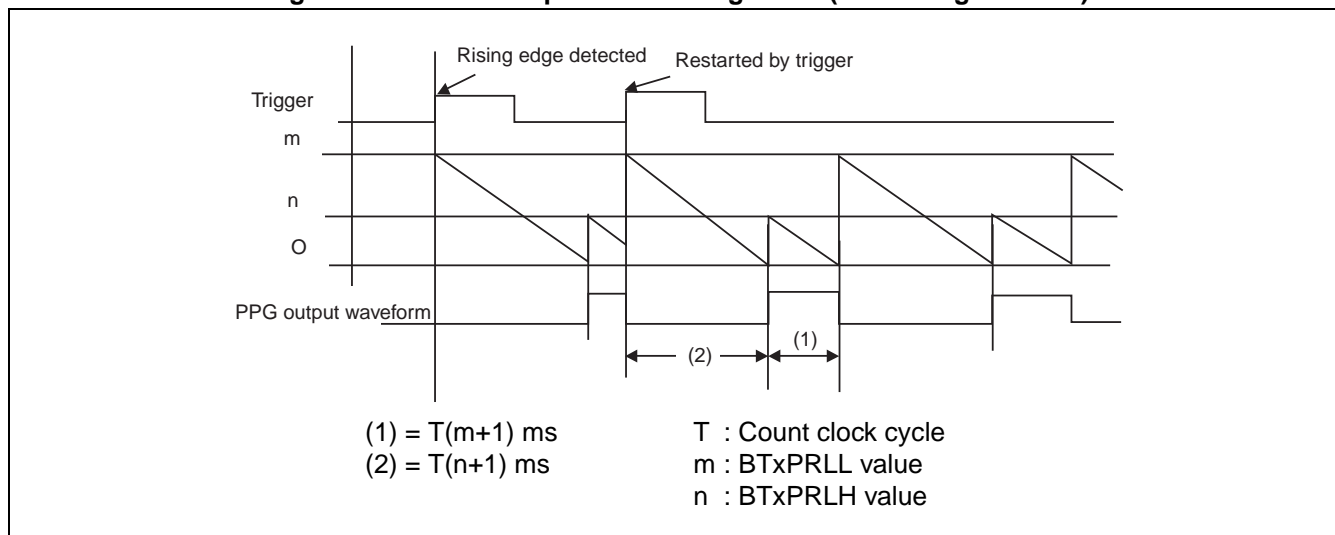 Rising edge detected
Restarted by trigger
Trigger
m
n
O
PPG output waveform
(1)
(2)
(1) = T(m+1) ms
(2) = T(n+1) ms
T : Count clock cycle
m : BTxPRLL value
n : BTxPRLH value